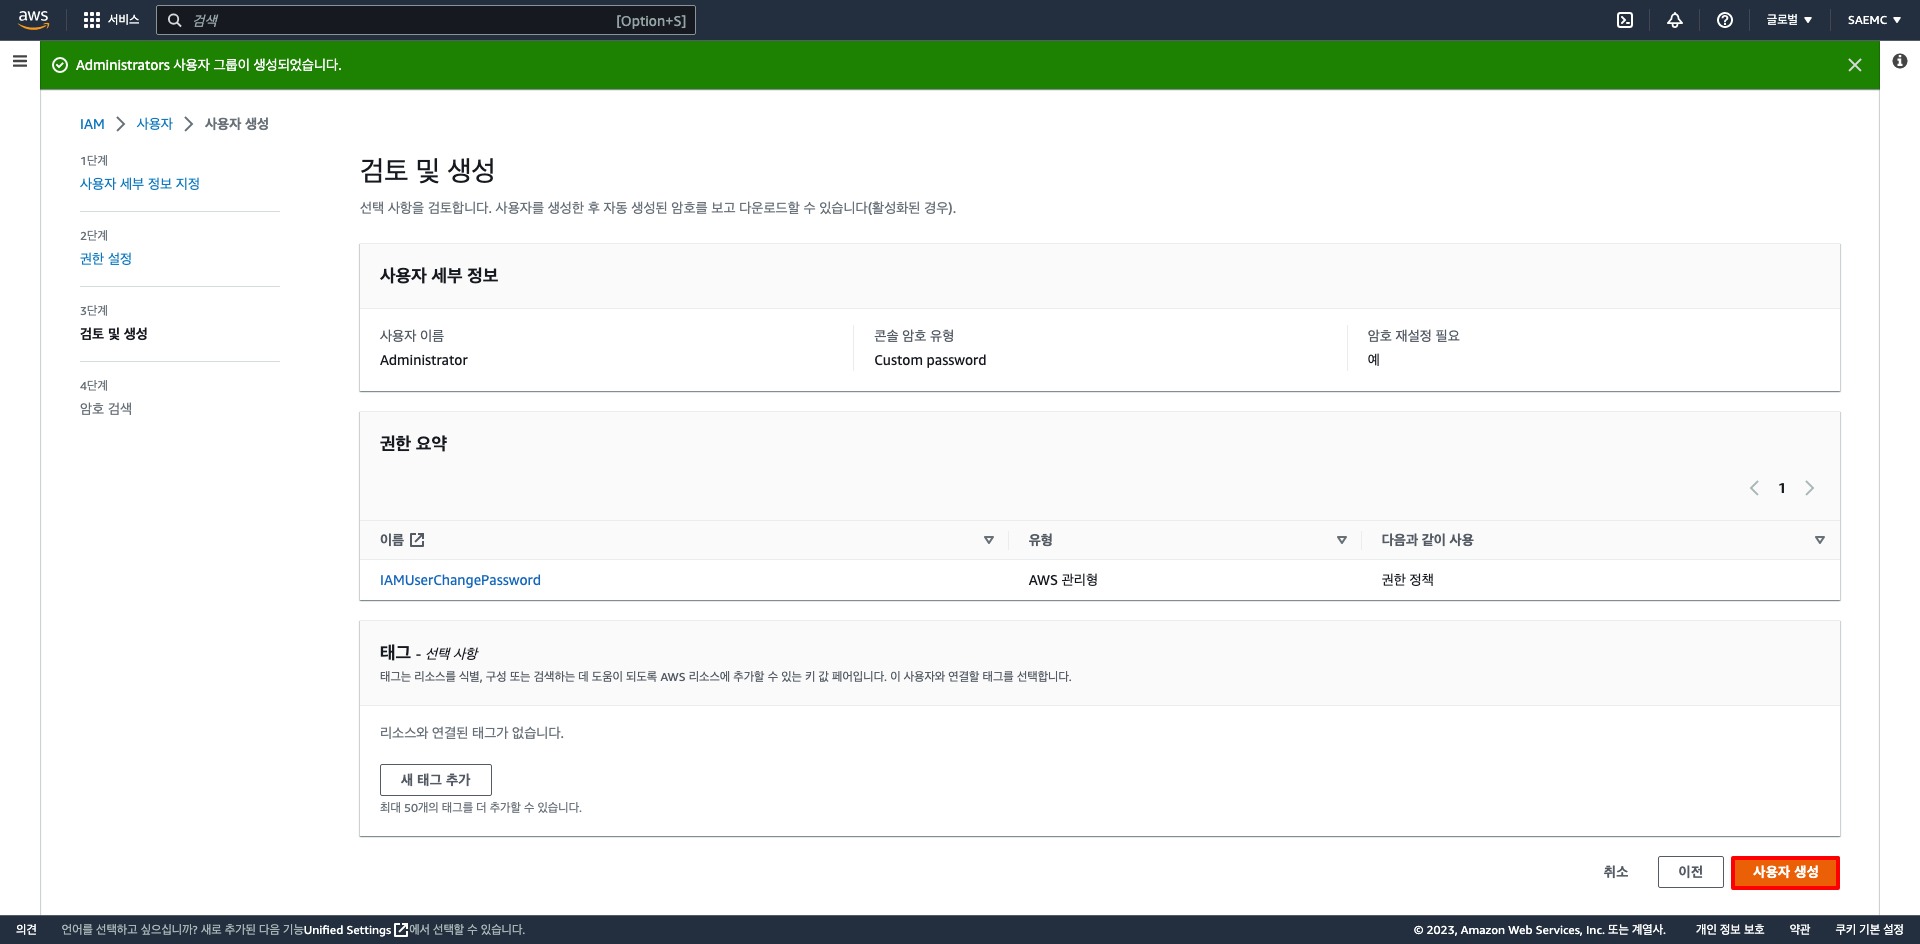 aws
서비스
검색
[Option+S]
글로벌 ▼
SAEMC ▼
Administrators 사용자 그룹이 생성되었습니다.
IAM > 사용자 > 사용자 생성
1단계
사용자 세부 정보 지정
2단계
권한 설정
3단계
검토 및 생성
4단계
암호 검색
검토 및 생성
선택 사항을 검토합니다. 사용자를 생성한 후 자동 생성된 암호를 보고 다운로드할 수 있습니다(활성화된 경우).
사용자 세부 정보
사용자 이름
Administrator
콘솔 암호 유형
Custom password
암호 재설정 필요
예
권한 요약
< 1 >
이름
유형
다음과 같이 사용
IAMUserChangePassword
AWS 관리형
권한 정책
태그 - 선택 사항
태그는 리소스를 식별, 구성 또는 검색하는 데 도움이 되도록 AWS 리소스에 추가할 수 있는 키 값 페어입니다. 이 사용자와 연결할 태그를 선택합니다.
리소스와 연결된 태그가 없습니다.
새 태그 추가
최대 50개의 태그를 더 추가할 수 있습니다.
취소
이전
사용자 생성
의견
언어를 선택하고 싶으십니까? 새로 추가된 다음 기능Unified Settings에서 선택할 수 있습니다.
© 2023, Amazon Web Services, Inc. 또는 계열사.
개인 정보 보호
약관
쿠키 기본 설정